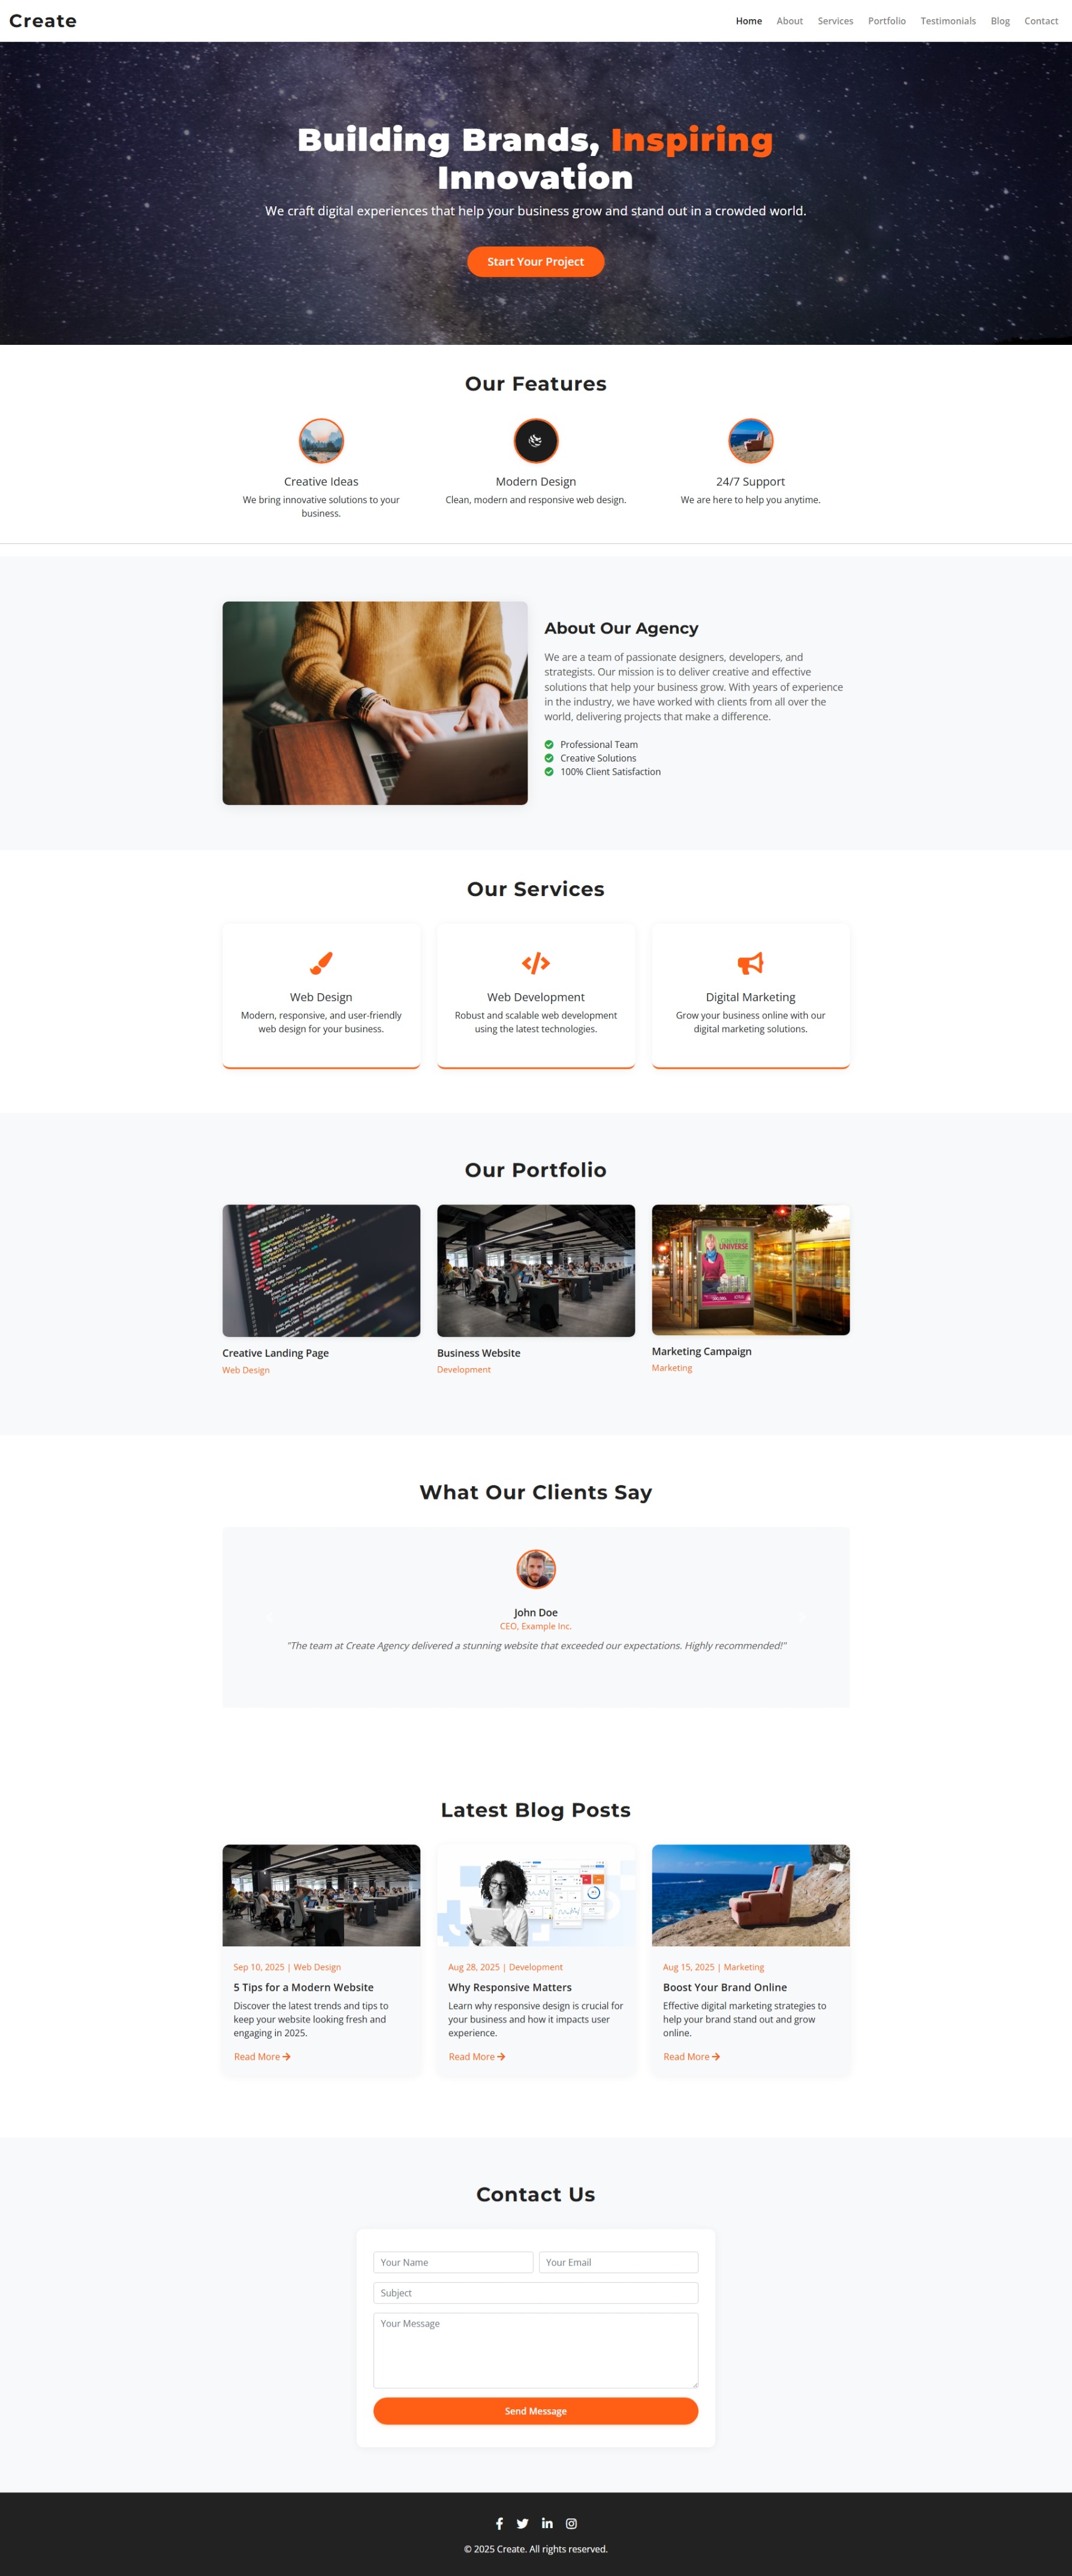 Create
Home About Services Portfolio Testimonials Blog Contact
Building Brands, Inspiring
Innovation
We craft digital experiences that help your business grow and stand out in a crowded world.
Start Your Project
Our Features
Creative Ideas
We bring innovative solutions to your
business.
Modern Design
Clean, modern and responsive web design.
24/7 Support
We are here to help you anytime.
About Our Agency
We are a team of passionate designers, developers, and
strategists. Our mission is to deliver creative and effective
solutions that help your business grow. With years of experience
in the industry, we have worked with clients from all over the
world, delivering projects that make a difference.
Professional Team
Creative Solutions
100% Client Satisfaction
Our Services
Web Design
Modern, responsive, and user-friendly
web design for your business.
Web Development
Robust and scalable web development
using the latest technologies.
Digital Marketing
Grow your business online with our
digital marketing solutions.
Our Portfolio
UNIVERSE
Creative Landing Page
Web Design
Business Website
Development
Marketing Campaign
Marketing
What Our Clients Say
John Doe
CEO, Example Inc.
"The team at Create Agency delivered a stunning website that exceeded our expectations. Highly recommended!"
Latest Blog Posts
Sep 10, 2025 | Web Design
5 Tips for a Modern Website
Discover the latest trends and tips to
keep your website looking fresh and
engaging in 2025.
Read More
Aug 28, 2025 | Development
Why Responsive Matters
Learn why responsive design is crucial for
your business and how it impacts user
experience.
Read More
Aug 15, 2025 | Marketing
Boost Your Brand Online
Effective digital marketing strategies to
help your brand stand out and grow
online.
Read More
Contact Us
Your Name
Your Email
Subject
Your Message
Send Message
© 2025 Create. All rights reserved.